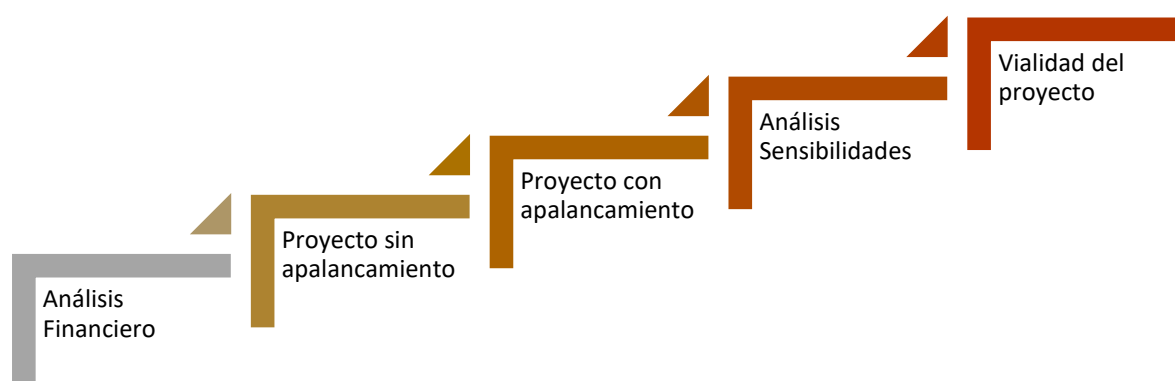 Análisis
Financiero
Proyecto sin
apalancamiento
Proyecto con
apalancamiento
Análisis
Sensibilidades
Vialidad del
proyecto